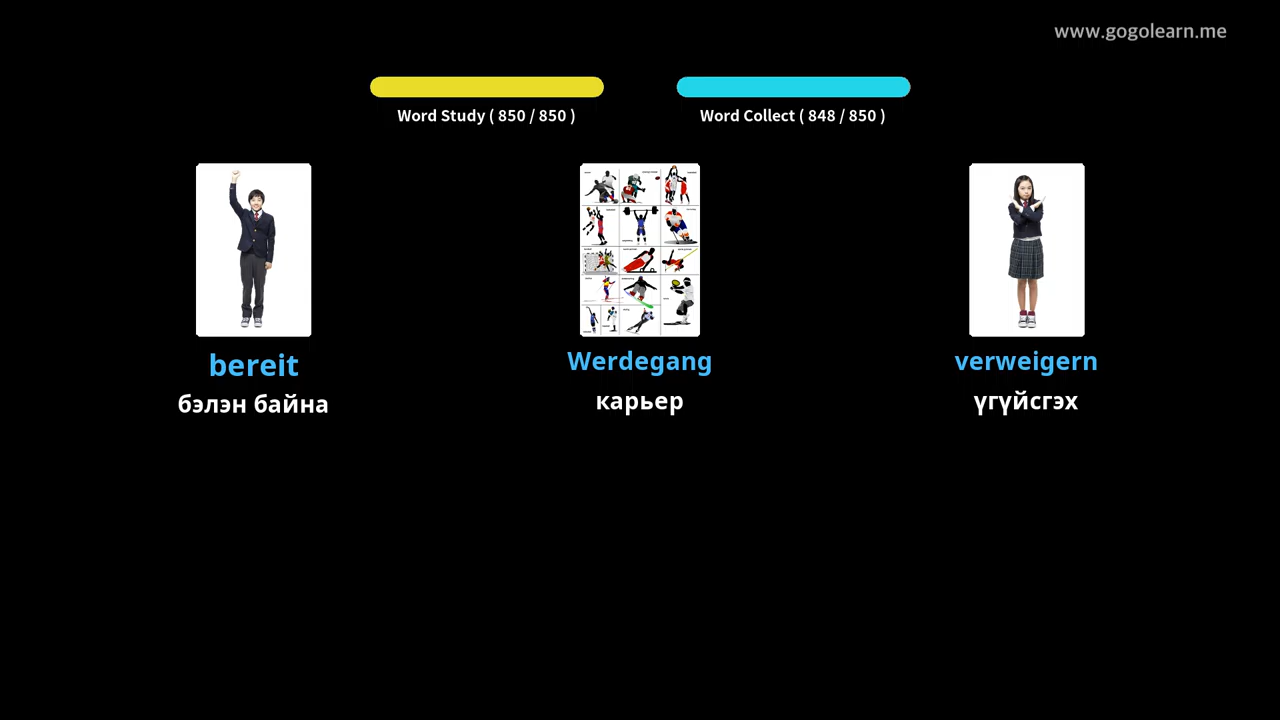 www.gogolearn.me
Word Study ( 850 / 850 )
Word Collect ( 848 / 850 )
bereit
бэлэн байна
Werdegang
карьер
verweigern
үгүйсгэх